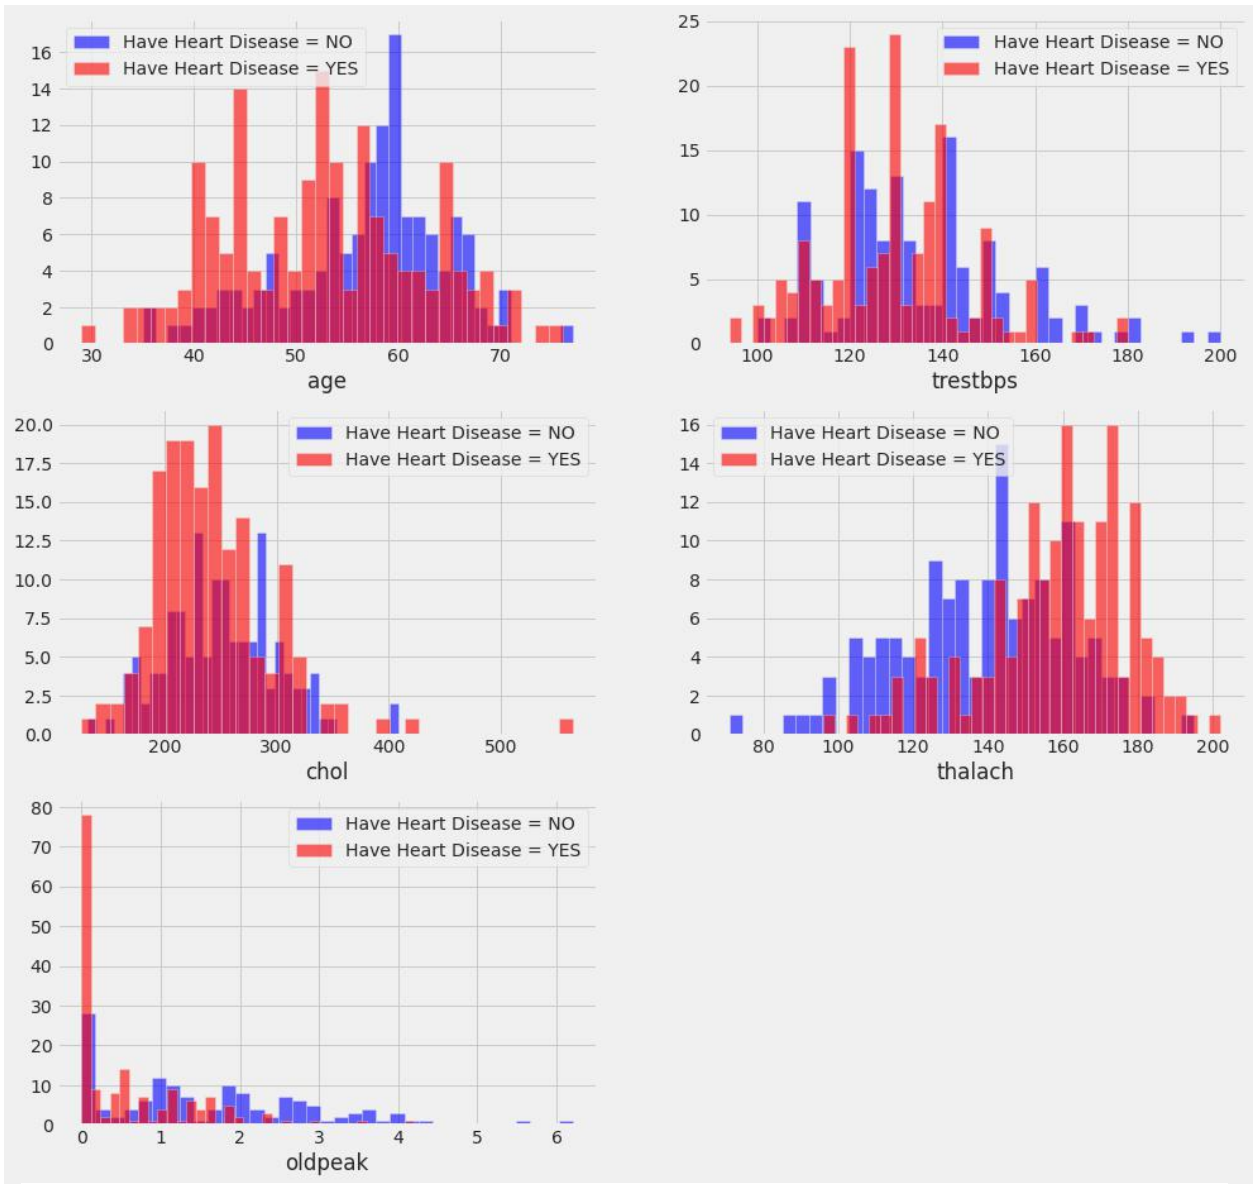 Have Heart Disease = NO
Have Heart Disease = YES
16
14
12
10
8
6
4
2
0
30 40 50 60 70
age
Have Heart Disease = NO
Have Heart Disease = YES
25
20
15
10
5
0
100 120 140 160 180 200
trestbps
Have Heart Disease = NO
Have Heart Disease = YES
20.0
17.5
15.0
12.5
10.0
7.5
5.0
2.5
0.0
200 300 400 500
chol
Have Heart Disease = NO
Have Heart Disease = YES
16
14
12
10
8
6
4
2
0
80 100 120 140 160 180 200
thalach
Have Heart Disease = NO
Have Heart Disease = YES
80
70
60
50
40
30
20
10
0
0 1 2 3 4 5 6
oldpeak